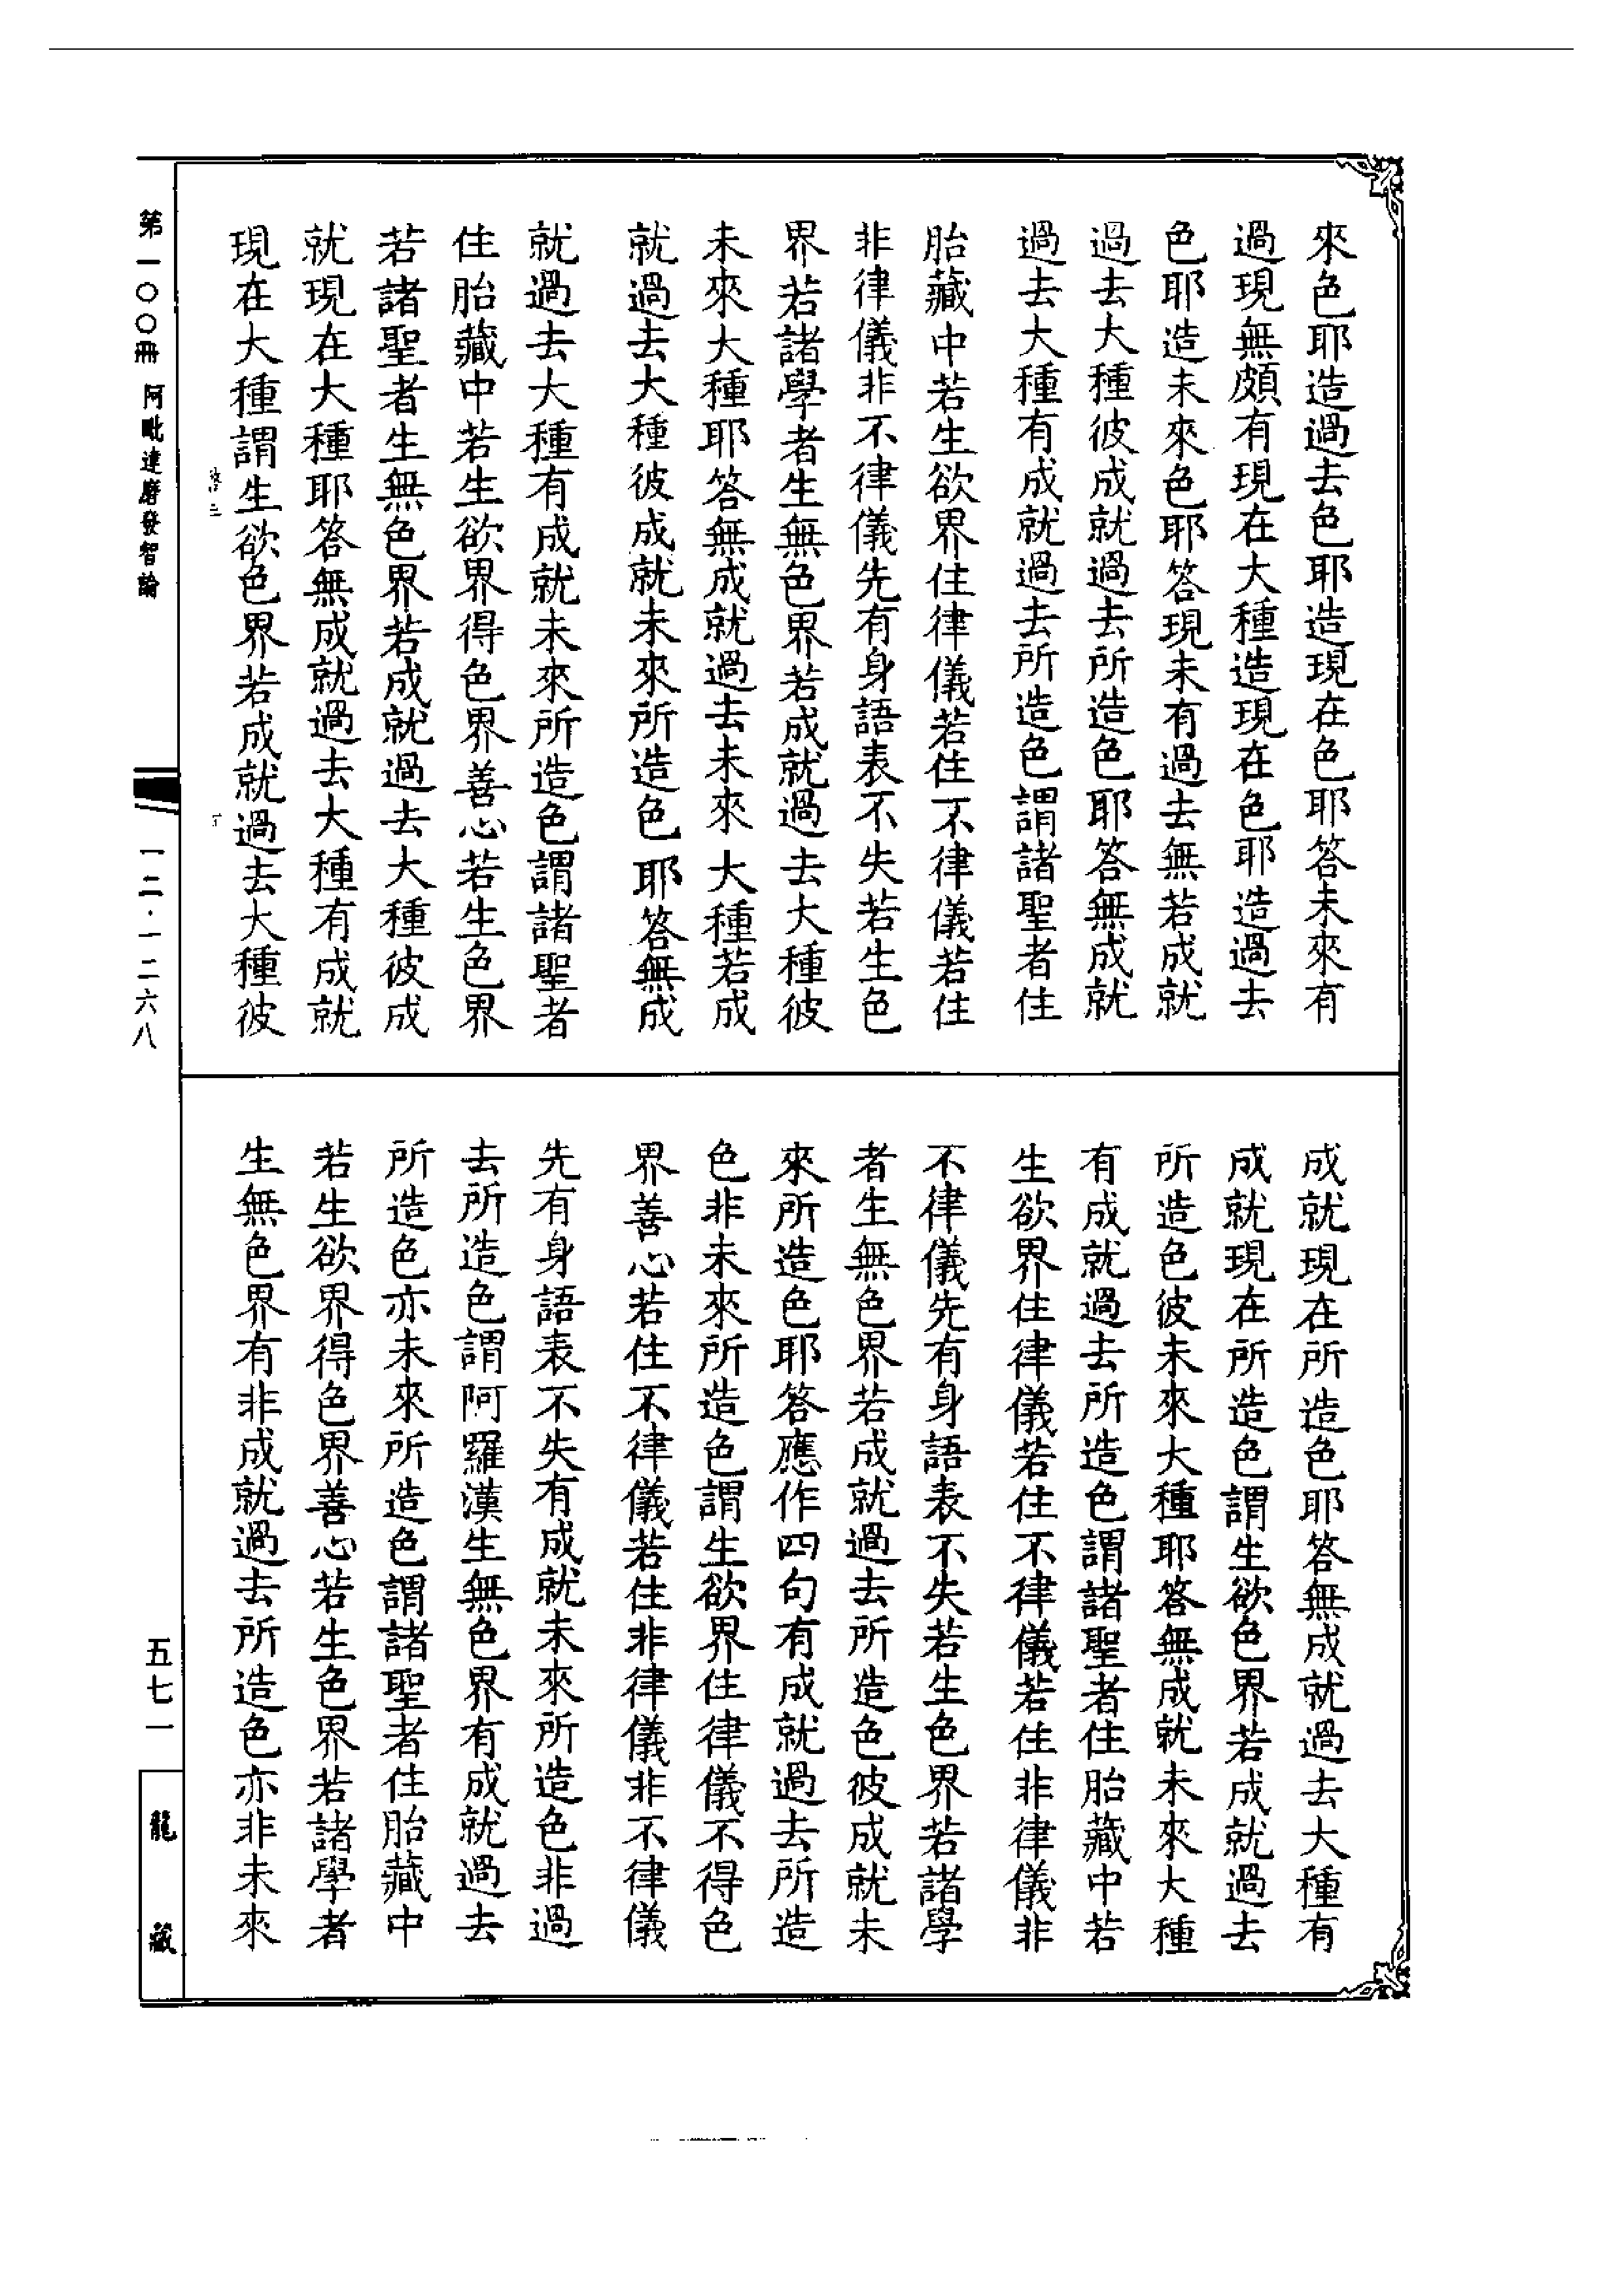 來色耶造過去色耶造現在色耶答未來有
過現無頗有現在大種造現在色耶造過去
色耶造未來色耶答現未有過去無若成就
過去大種彼成就過去所造色耶答無成就
過去大種有成就過去所造色謂諸聖者住
胎藏中若生欲界住律儀若住不律儀若住
非律儀非不律儀先有身語表不失若生色
界若諸學者生無色界若成就過去大種彼
未來大種耶答無成就過去未來大種若成
就過去大種彼成就未來所造色耶答無成
就過去大種有成就未來所造色謂諸聖者
住胎藏中若生欲界得色界善心若生色界
若諸聖者生無色界若成就過去大種彼成
就現在大種耶答無成就過去大種有成就
現在大種謂生欲色界若成就過去大種彼
成就現在所造色耶答無成就過去大種有
成就現在所造色謂生欲色界若成就過去
所造色彼未來大種耶答無成就未來大種
有成就過去所造色謂諸聖者住胎藏中若
生欲界住律儀若住不律儀若住非律儀非
不律儀先有身語表不失若生色界若諸學
者生無色界若成就過去所造色彼成就未
來所造色耶答應作四句有成就過去所造
色非未來所造色謂生欲界住律儀不得色
界善心若住不律儀若住非律儀非不律儀
先有身語表不失有成就未來所造色非過
去所造色謂阿羅漢生無色界有成就過去
所造色亦未來所造色謂諸聖者住胎藏中
若生欲界得色界善心若生色界若諸學者
生無色界有非成就過去所造色亦非未來
第一〇〇冊 阿毗達磨發智論
一二·一二六八
五七一
龍藏